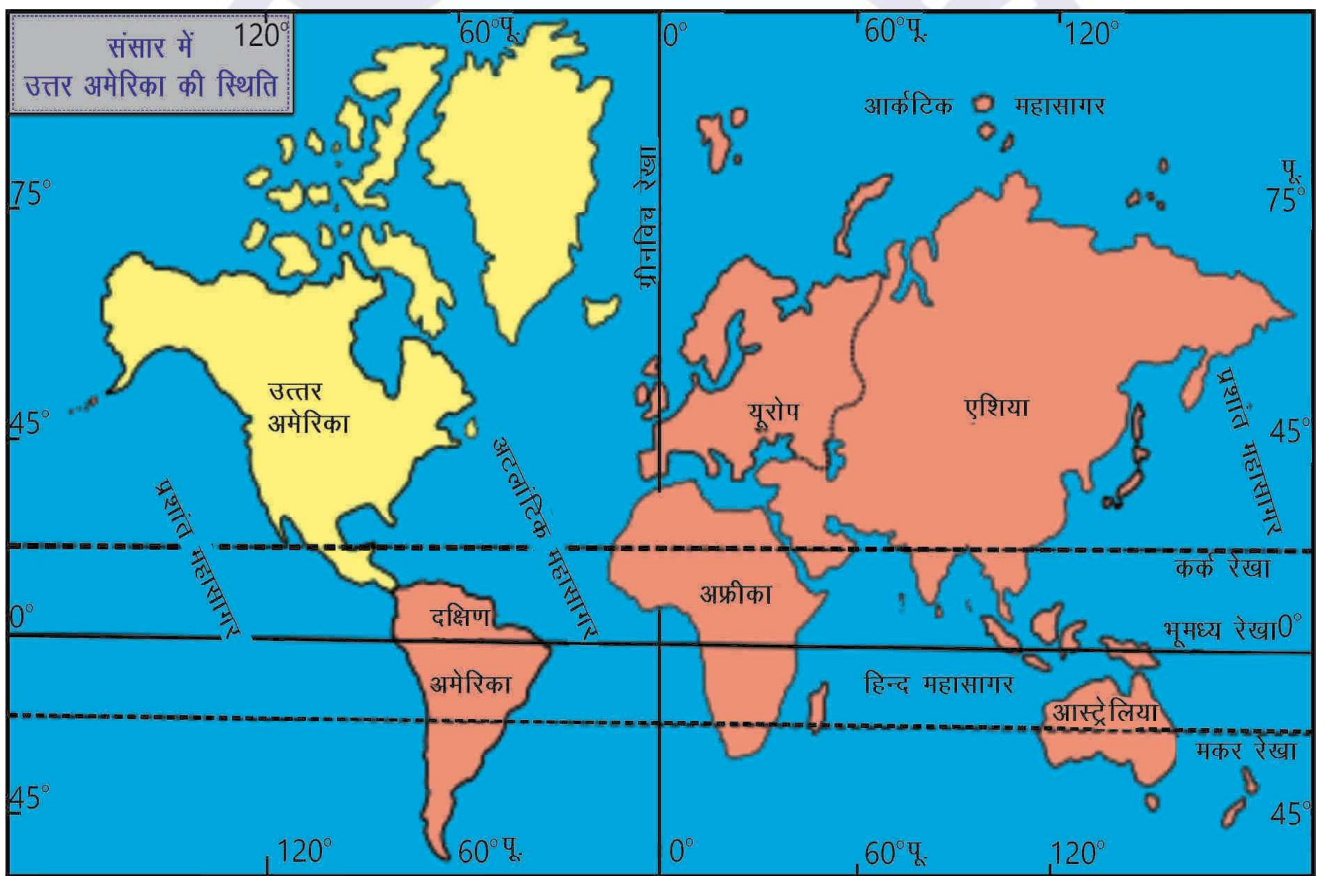 संसार में
उत्तर अमेरिका की स्थिति
120°
60°पू.
0°
60°पू.
120°
आर्कटिक महासागर
ग्रीनविच रेखा
75°
पू.
75°
उत्तर
अमेरिका
यूरोप
एशिया
प्रशांत महासागर
45°
45°
अटलांटिक महासागर
प्रशांत महासागर
कर्क रेखा
अफ्रीका
0°
दक्षिण
भूमध्य रेखा0°
अमेरिका
हिन्द महासागर
आस्ट्रेलिया
मकर रेखा
45°
45°
120°
60°पू.
0°
60°पू.
120°